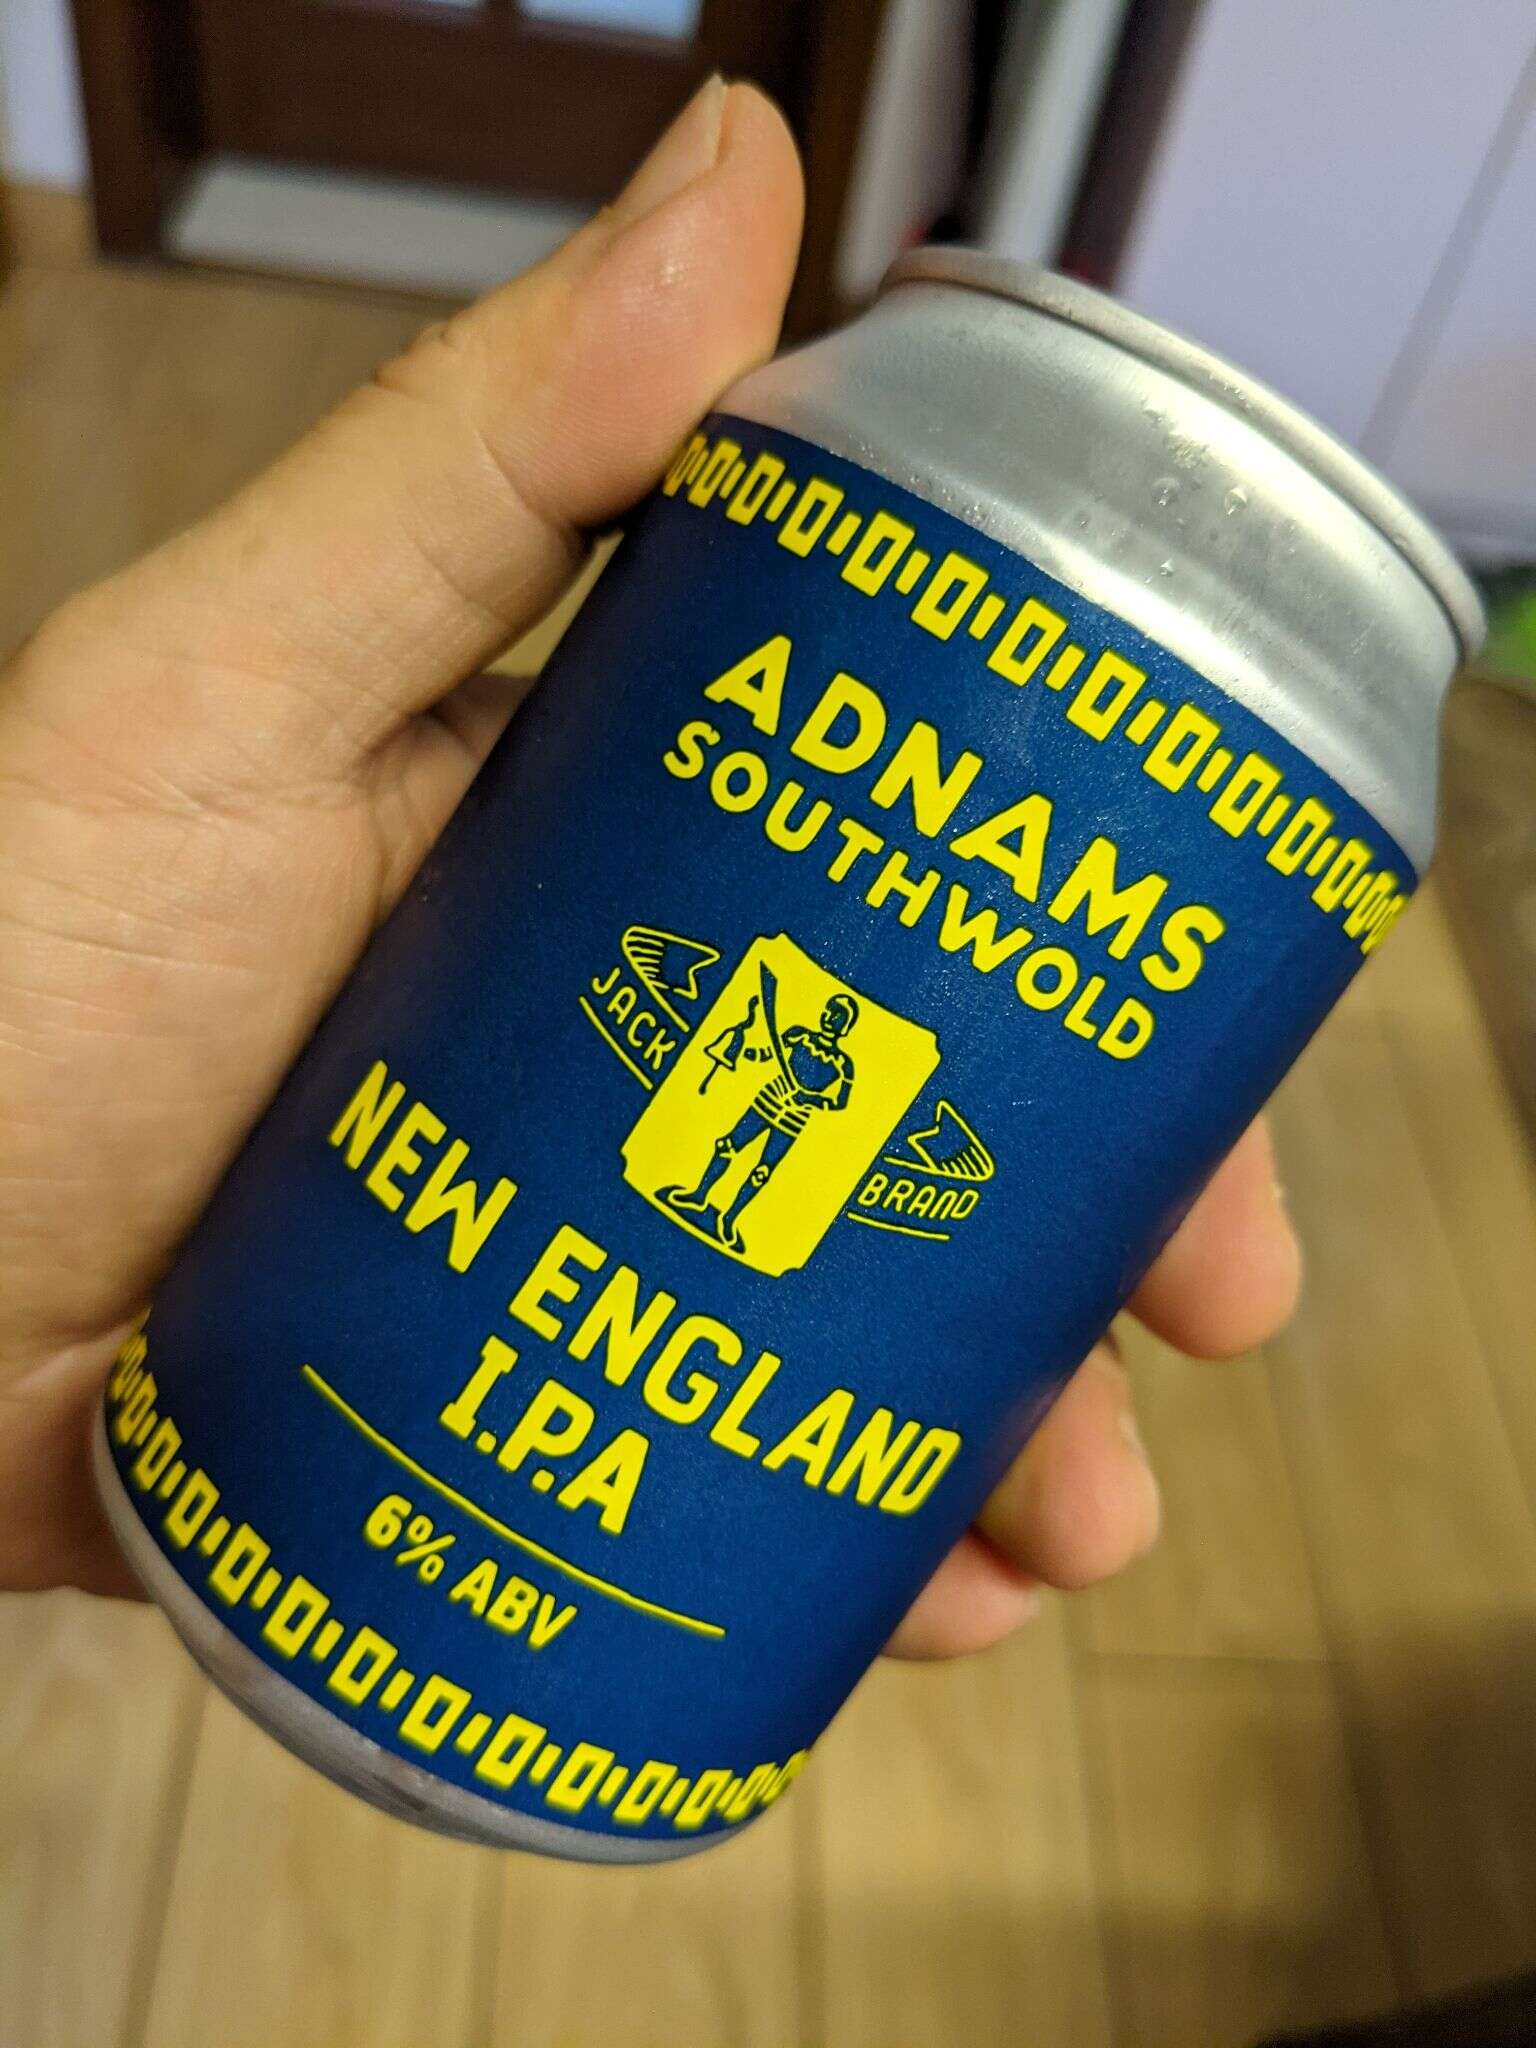 ADNAMS
SOUTHWOLD
JACK
BRAND
NEW ENGLAND
I.P.A
6% ABV